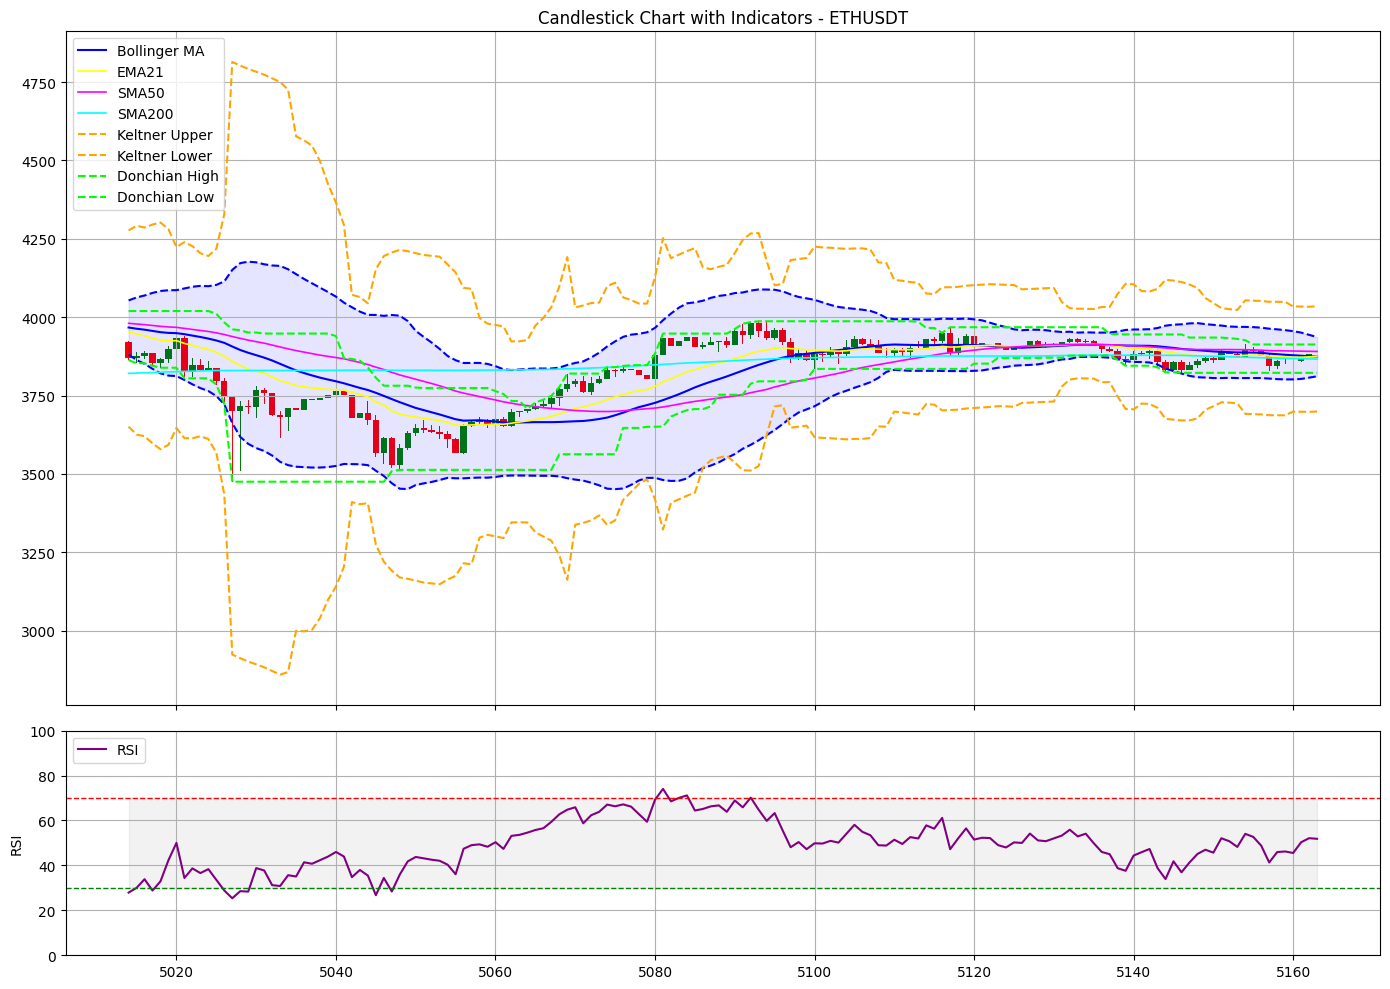 Candlestick Chart with Indicators - ETHUSDT
Bollinger MA
EMA21
SMA50
SMA200
Keltner Upper
Keltner Lower
Donchian High
Donchian Low
4750
4500
4250
4000
3750
3500
3250
3000
RSI
100
80
60
40
20
0
RSI
5020 5040 5060 5080 5100 5120 5140 5160